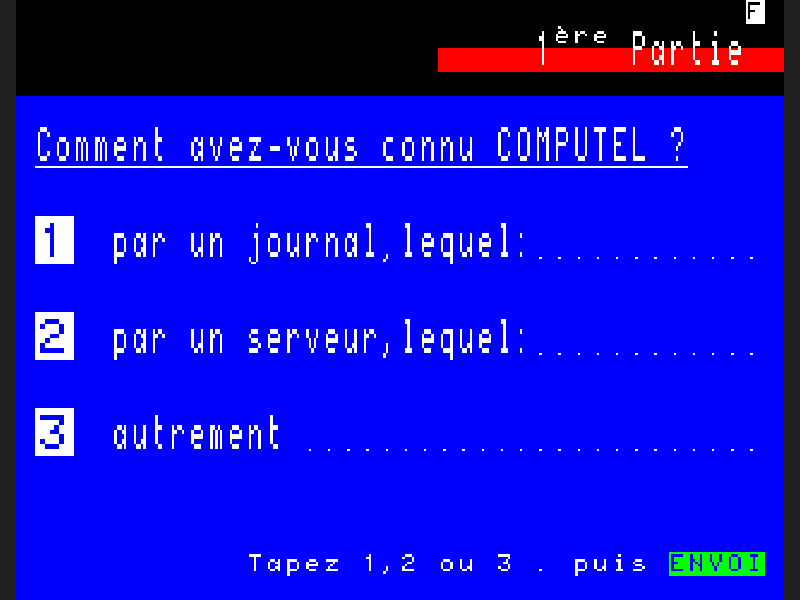 F
1ère Partie
Comment avez-vous connu COMPUTEL ?
1 par un journal,lequel:............
2 par un serveur,lequel:............
3 autrement ........................
Tapez 1,2 ou 3 . puis ENVOI